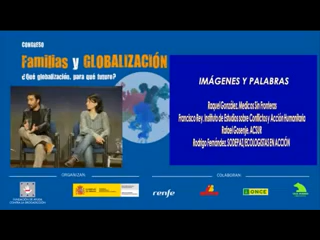 CONGRESO
Familias y GLOBALIZACIÓN
¿Qué globalización, para qué futuro?
IMÁGENES Y PALABRAS
Raquel González, Medicos Sin Fronteras
Francisco Rey, Instituto de Estudios sobre Conflictos y Acción Humanitaria
Rafael Gosenje, ACSUR
Rodrigo Fernández, SODEPAZ/ECOLOGISTAS EN ACCIÓN
ORGANIZAN:
COLABORAN:
renfe
ONCE